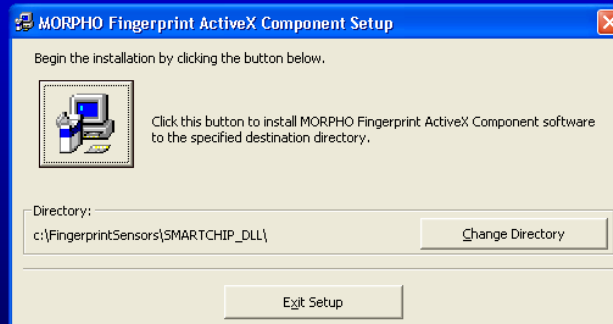 MORPHO Fingerprint ActiveX Component Setup
Begin the installation by clicking the button below.
Click this button to install MORPHO Fingerprint ActiveX Component software
to the specified destination directory.
Directory:
c:\FingerprintSensors\SMARTCHIP_DLL\
Change Directory
Exit Setup